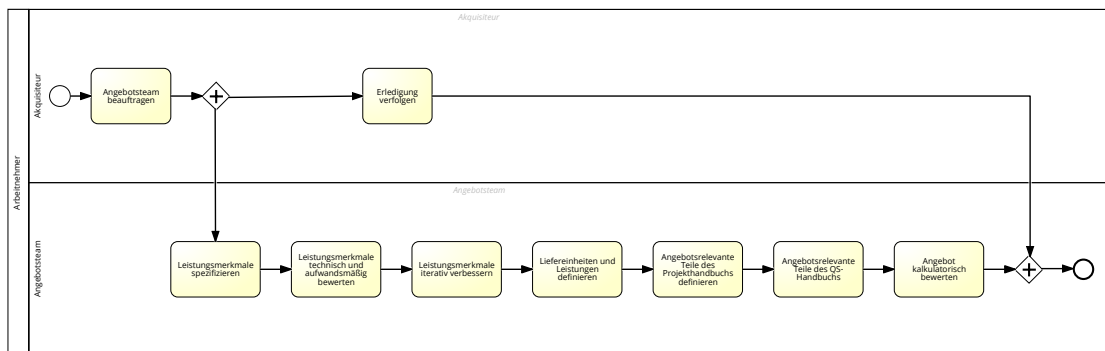 Akquisiteur
Arbeitnehmer
Akquisiteur
Angebotsteam
beauftragen
Erledigung
verfolgen
Angebotsteam
Angebotsteam
Leistungsmerkmale
spezifizieren
Leistungsmerkmale
technisch und
aufwandsmäßig
bewerten
Leistungsmerkmale
iterativ verbessern
Liefereinheiten und
Leistungen
definieren
Angebotsrelevante
Teile des
Projekthandbuchs
definieren
Angebotsrelevante
Teile des QS-
Handbuchs
Angebot
kalkulatorisch
bewerten